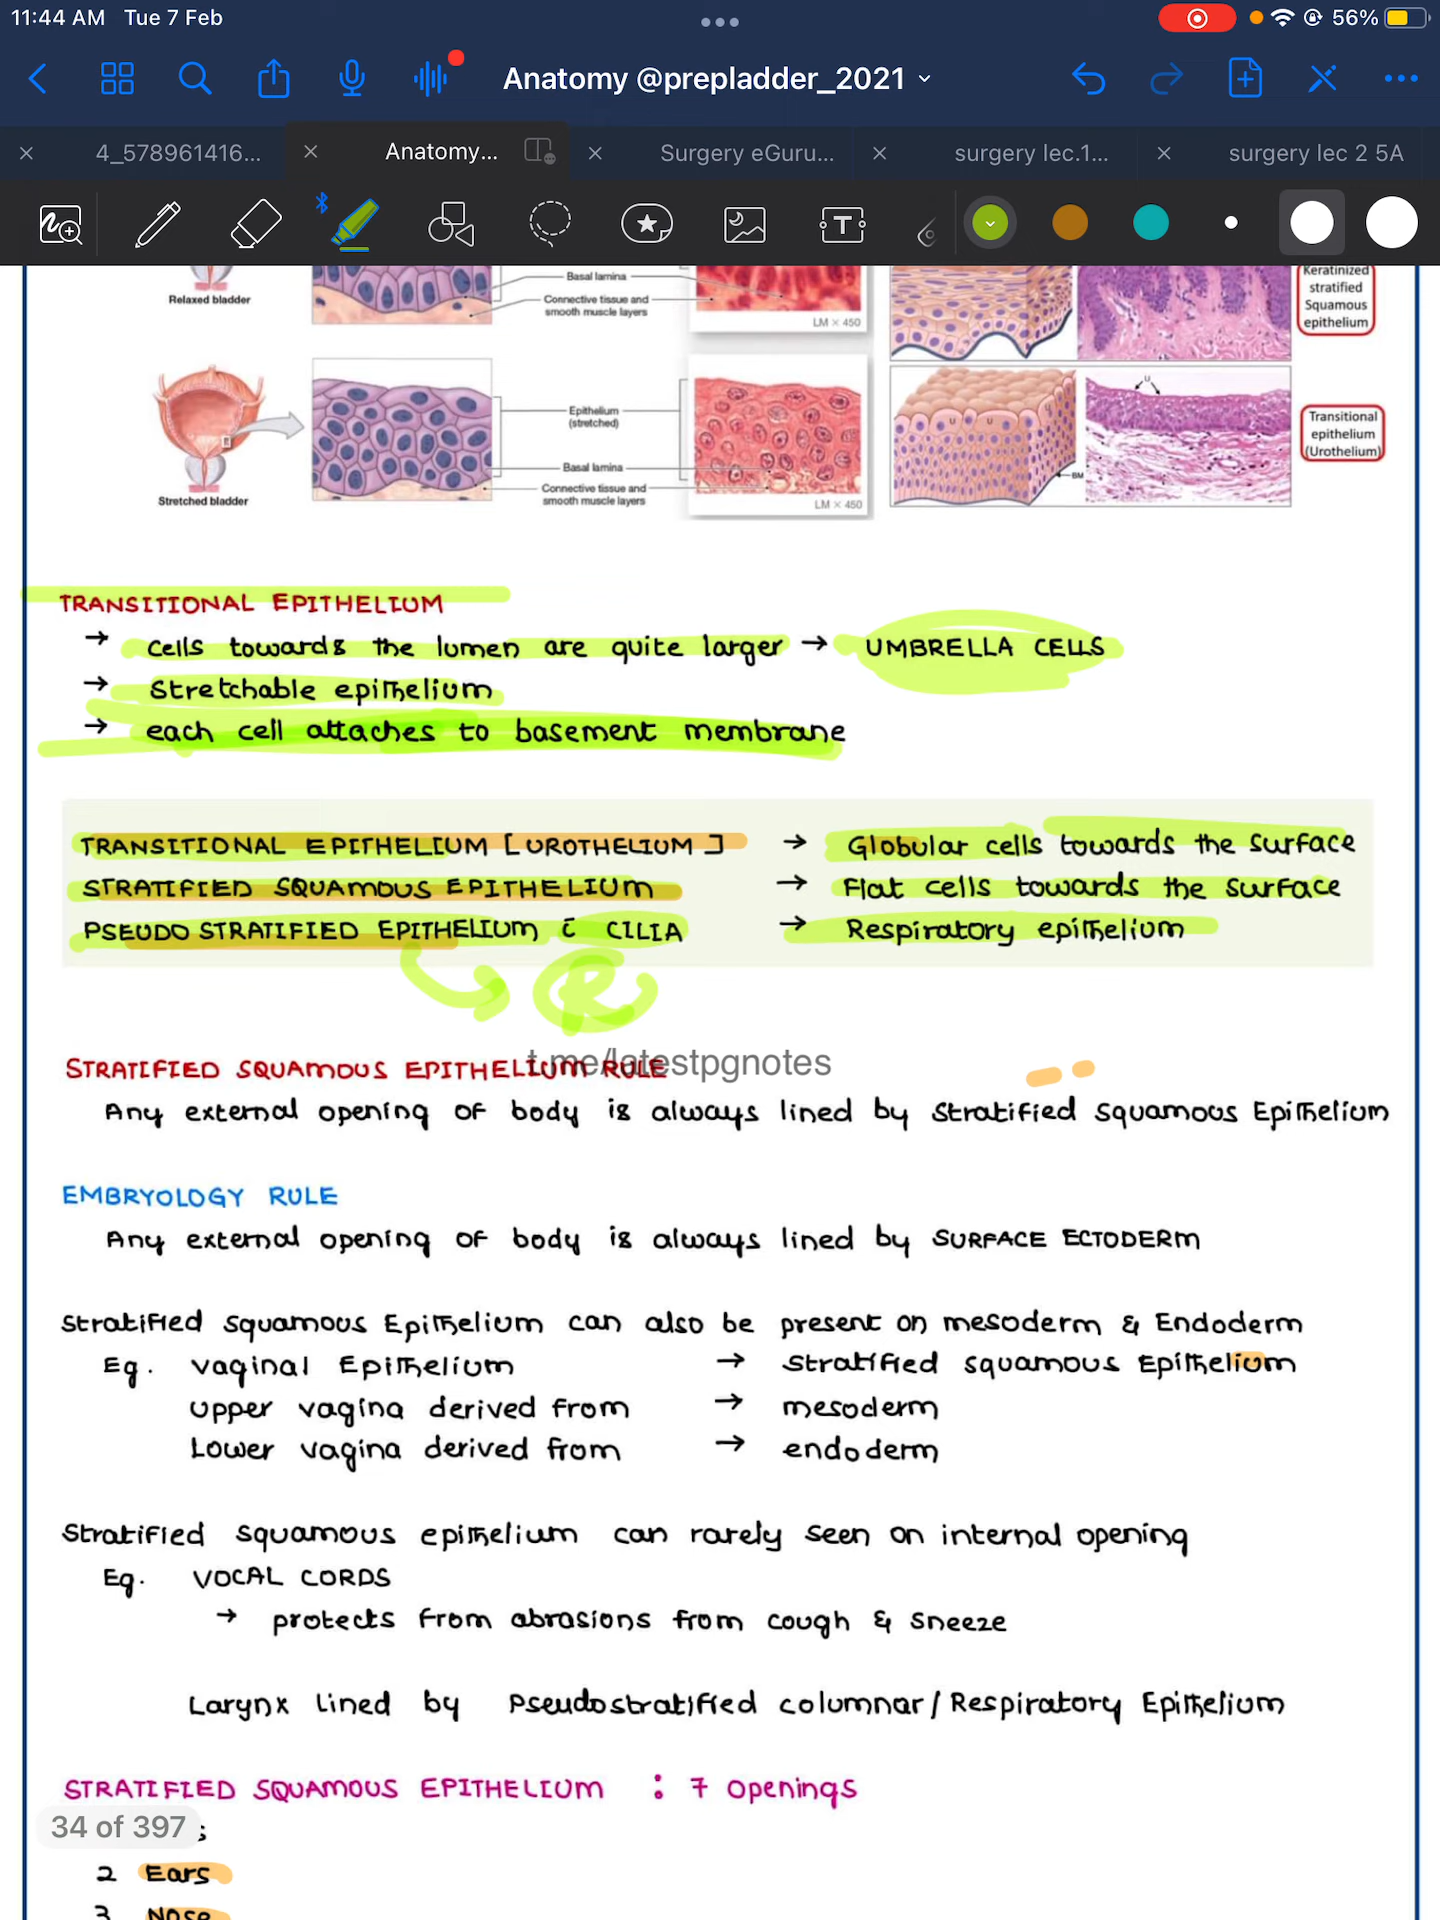 11:44 AM Tue 7 Feb
56%
Anatomy @prepladder_2021
4_578961416...
Anatomy...
Surgery eGuru...
surgery lec.1...
surgery lec 2 5A
Relaxed bladder
Basal lamina
Connective tissue and
smooth muscle layers
LM × 450
Keratinized
stratified
Squamous
epithelium
Stretched bladder
Epithelium
(stretched)
Basal lamina
Connective tissue and
smooth muscle layers
LM × 450
U
U U
BM
Transitional
epithelium
(Urothelium)
TRANSITIONAL EPITHELIUM
→ Cells towards the lumen are quite larger → UMBRELLA CELLS
→ Stretchable epithelium
→ each cell attaches to basement membrane
TRANSITIONAL EPITHELIUM [UROTHELIUM] → Globular cells towards the surface
STRATIFIED SQUAMOUS EPITHELIUM → Flat cells towards the surface
PSEUDO STRATIFIED EPITHELIUM c̄ CILIA → Respiratory epithelium
R
t.me/latestpgnotes
STRATIFIED SQUAMOUS EPITHELIUM RULE
Any external opening of body is always lined by Stratified Squamous Epithelium
EMBRYOLOGY RULE
Any external opening of body is always lined by SURFACE ECTODERM
Stratified Squamous Epithelium can also be present on mesoderm & Endoderm
Eg. Vaginal Epithelium → Stratified squamous Epithelium
Upper vagina derived from → mesoderm
Lower vagina derived from → endoderm
Stratified squamous epithelium can rarely seen on internal opening
Eg. VOCAL CORDS
→ protects from abrasions from cough & sneeze
Larynx lined by Pseudostratified columnar / Respiratory Epithelium
STRATIFIED SQUAMOUS EPITHELIUM : 7 Openings
34 of 397
2 Ears
3 Nose